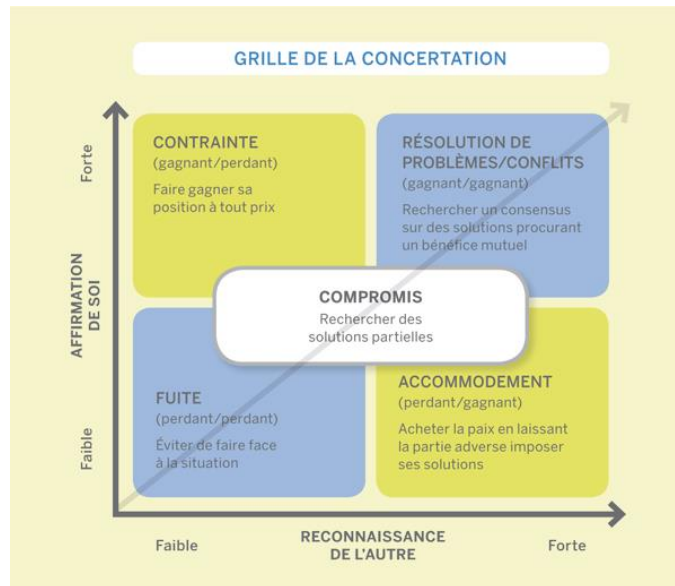 GRILLE DE LA CONCERTATION
Forte
AFFIRMATION
DE SOI
Faible
CONTRAINTE
(gagnant/perdant)
Faire gagner sa
position à tout prix
RÉSOLUTION DE
PROBLÈMES/CONFLITS
(gagnant/gagnant)
Rechercher un consensus
sur des solutions procurant
un bénéfice mutuel
COMPROMIS
Rechercher des
solutions partielles
FUITE
(perdant/perdant)
Éviter de faire face
à la situation
ACCOMMODEMENT
(perdant/gagnant)
Acheter la paix en laissant
la partie adverse imposer
ses solutions
Faible
RECONNAISSANCE
DE L'AUTRE
Forte